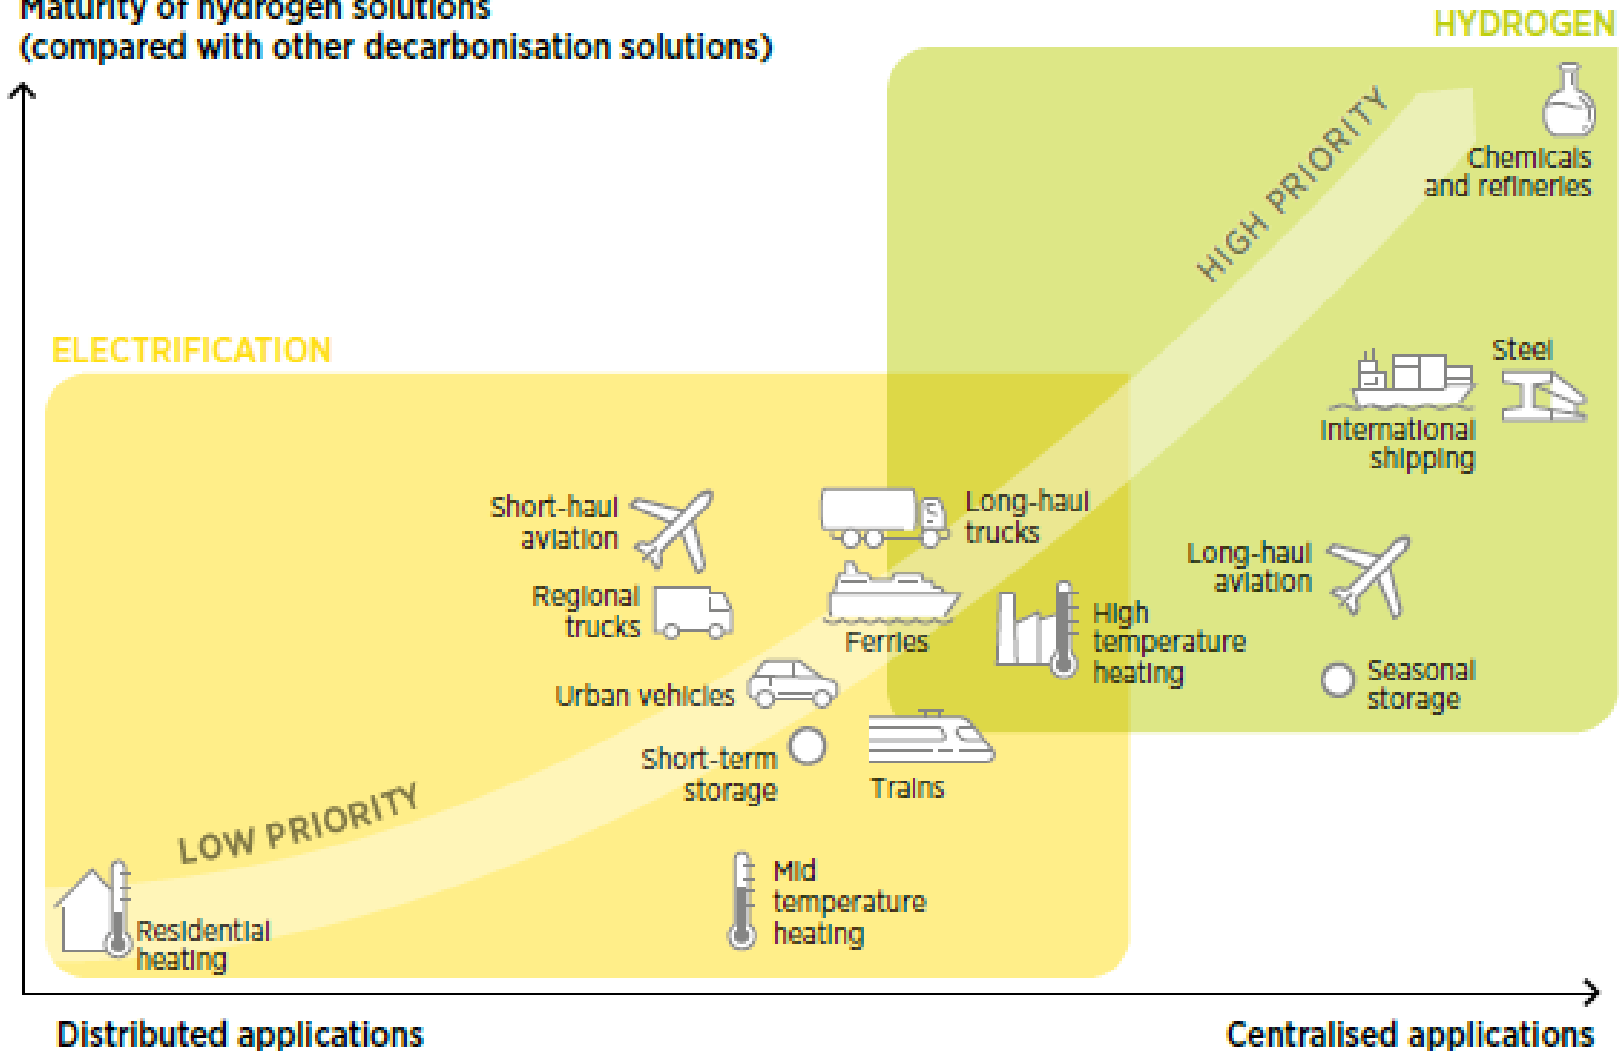 Maturity of hydrogen solutions
(compared with other decarbonisation solutions)
HYDROGEN
HIGH PRIORITY
Chemicals
and refineries
ELECTRIFICATION
Steel
International
shipping
Short-haul
aviation
Long-haul
trucks
Long-haul
aviation
Regional
trucks
Ferries
High
temperature
heating
Urban vehicles
Seasonal
storage
Short-term
storage
Trains
LOW PRIORITY
Mid
temperature
heating
Residential
heating
Distributed applications
Centralised applications